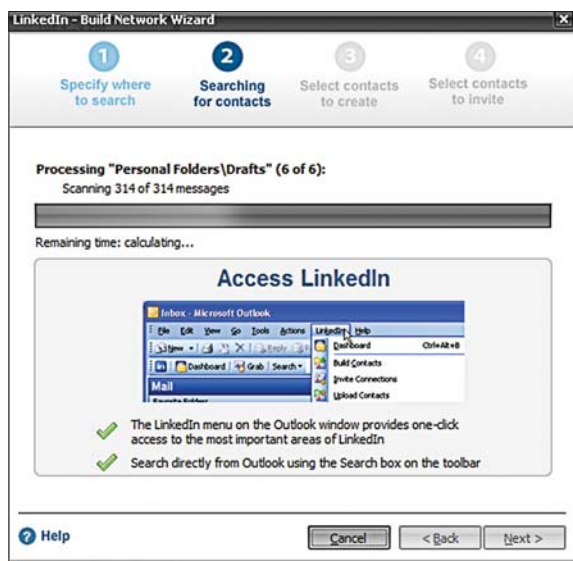 LinkedIn - Build Network Wizard
1 2 3 4
Specify where Searching Select contacts Select contacts
to search for contacts to create to invite
Processing "Personal Folders\Drafts" (6 of 6):
Scanning 314 of 314 messages
Remaining time: calculating...
Access LinkedIn
Inbox - Microsoft Outlook
File Edit View Go Tools Actions LinkedIn Help
New Reply Dashboard Ctrl+Alt+B
in Dashboard Grab Search Build Contacts
Mail Invite Connections
Favorite Folders Upload Contacts
The LinkedIn menu on the Outlook window provides one-click
access to the most important areas of LinkedIn
Search directly from Outlook using the Search box on the toolbar
? Help Cancel < Back Next >